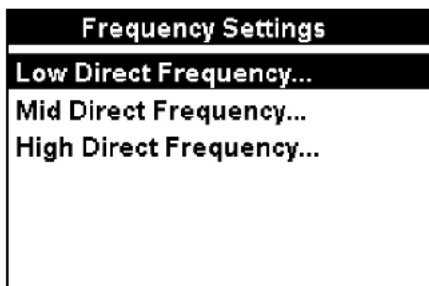 Frequency Settings
Low Direct Frequency...
Mid Direct Frequency...
High Direct Frequency...